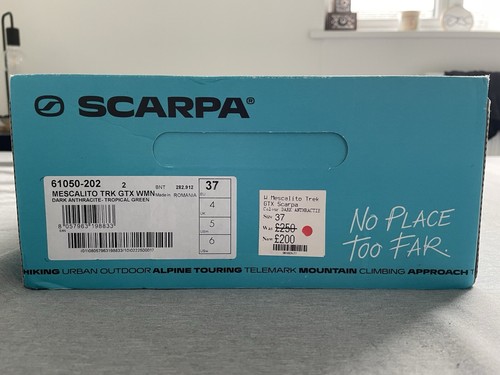 SCARPA®
61050-202 2 SNT 282.912
MESCALITO TRK GTX WMN Made in ROMANIA
DARK ANTHRACITE- TROPICAL GREEN
37
4
5
6
8 057963 198833
W Mescalito Trek
GTX Scarpa
Colour DARK ANTHRACITE
Size 37
Was £250
Now £200
NO PLACE
TOO FAR.
HIKING URBAN OUTDOOR ALPINE TOURING TELEMARK MOUNTAIN CLIMBING APPROACH T